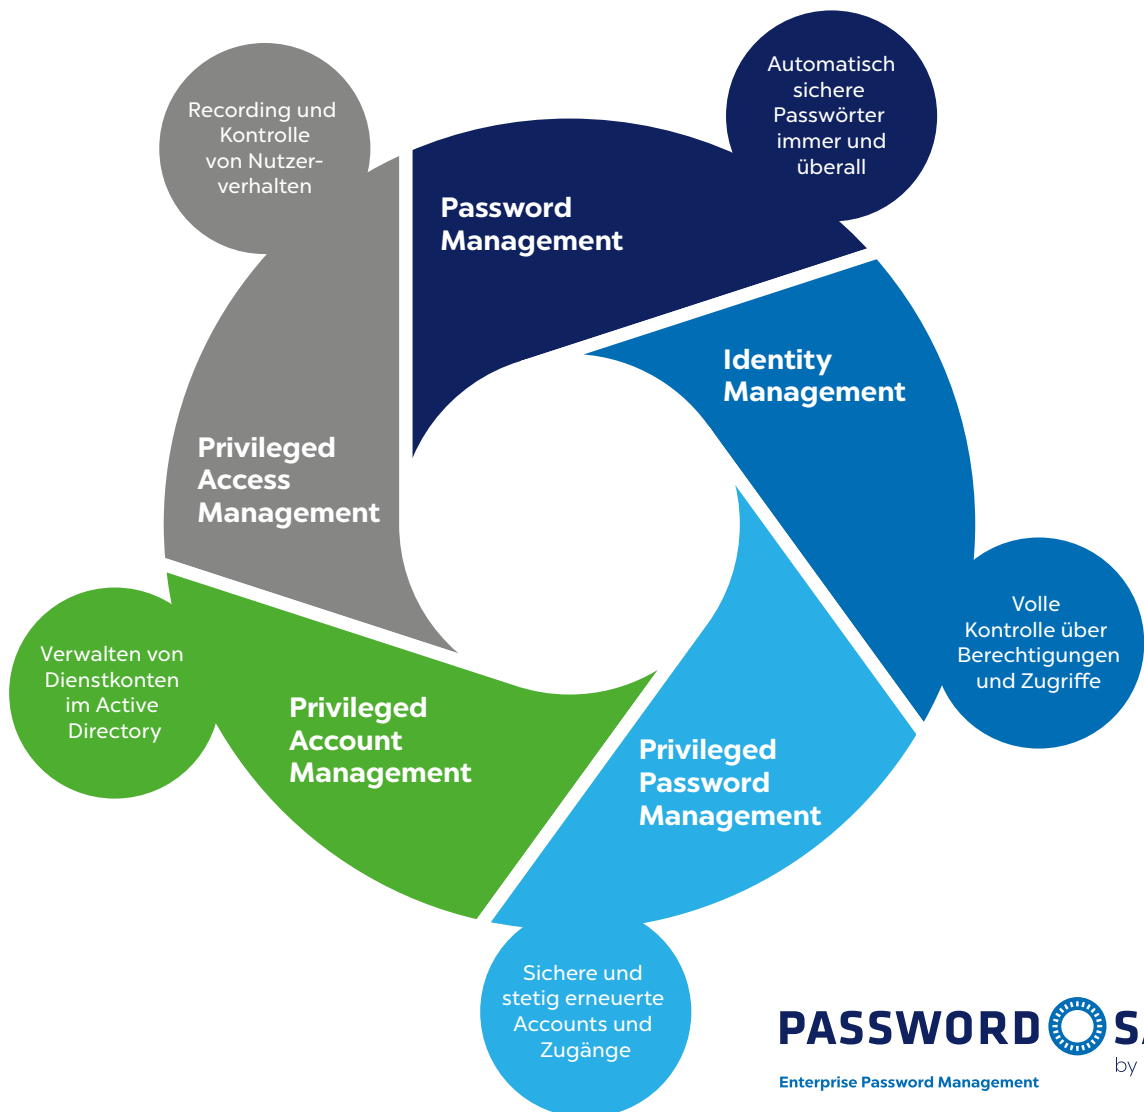 Automatisch
sichere
Passwörter
immer und
überall
Password
Management
Identity
Management
Volle
Kontrolle über
Berechtigungen
und Zugriffe
Privileged
Password
Management
Sichere und
stetig erneuerte
Accounts und
Zugänge
Privileged
Account
Management
Verwalten von
Dienstkonten
im Active
Directory
Privileged
Access
Management
Recording und
Kontrolle
von Nutzer-
verhalten
PASSWORD
by
Enterprise Password Management